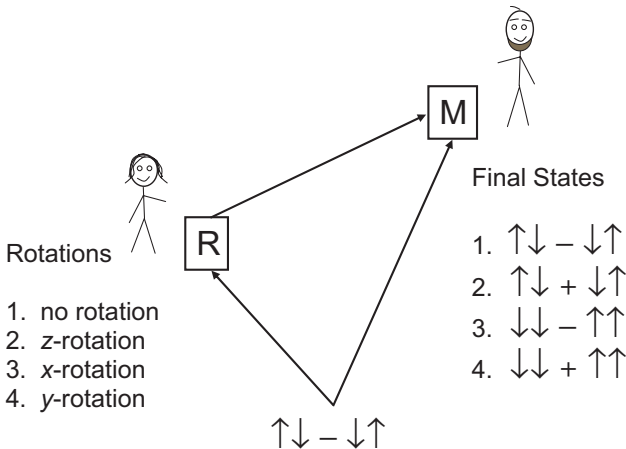 M
Final States
R
Rotations
1. ↑↓ – ↓↑
2. ↑↓ + ↓↑
3. ↓↓ – ↑↑
4. ↓↓ + ↑↑
1. no rotation
2. z-rotation
3. x-rotation
4. y-rotation
↑↓ – ↓↑